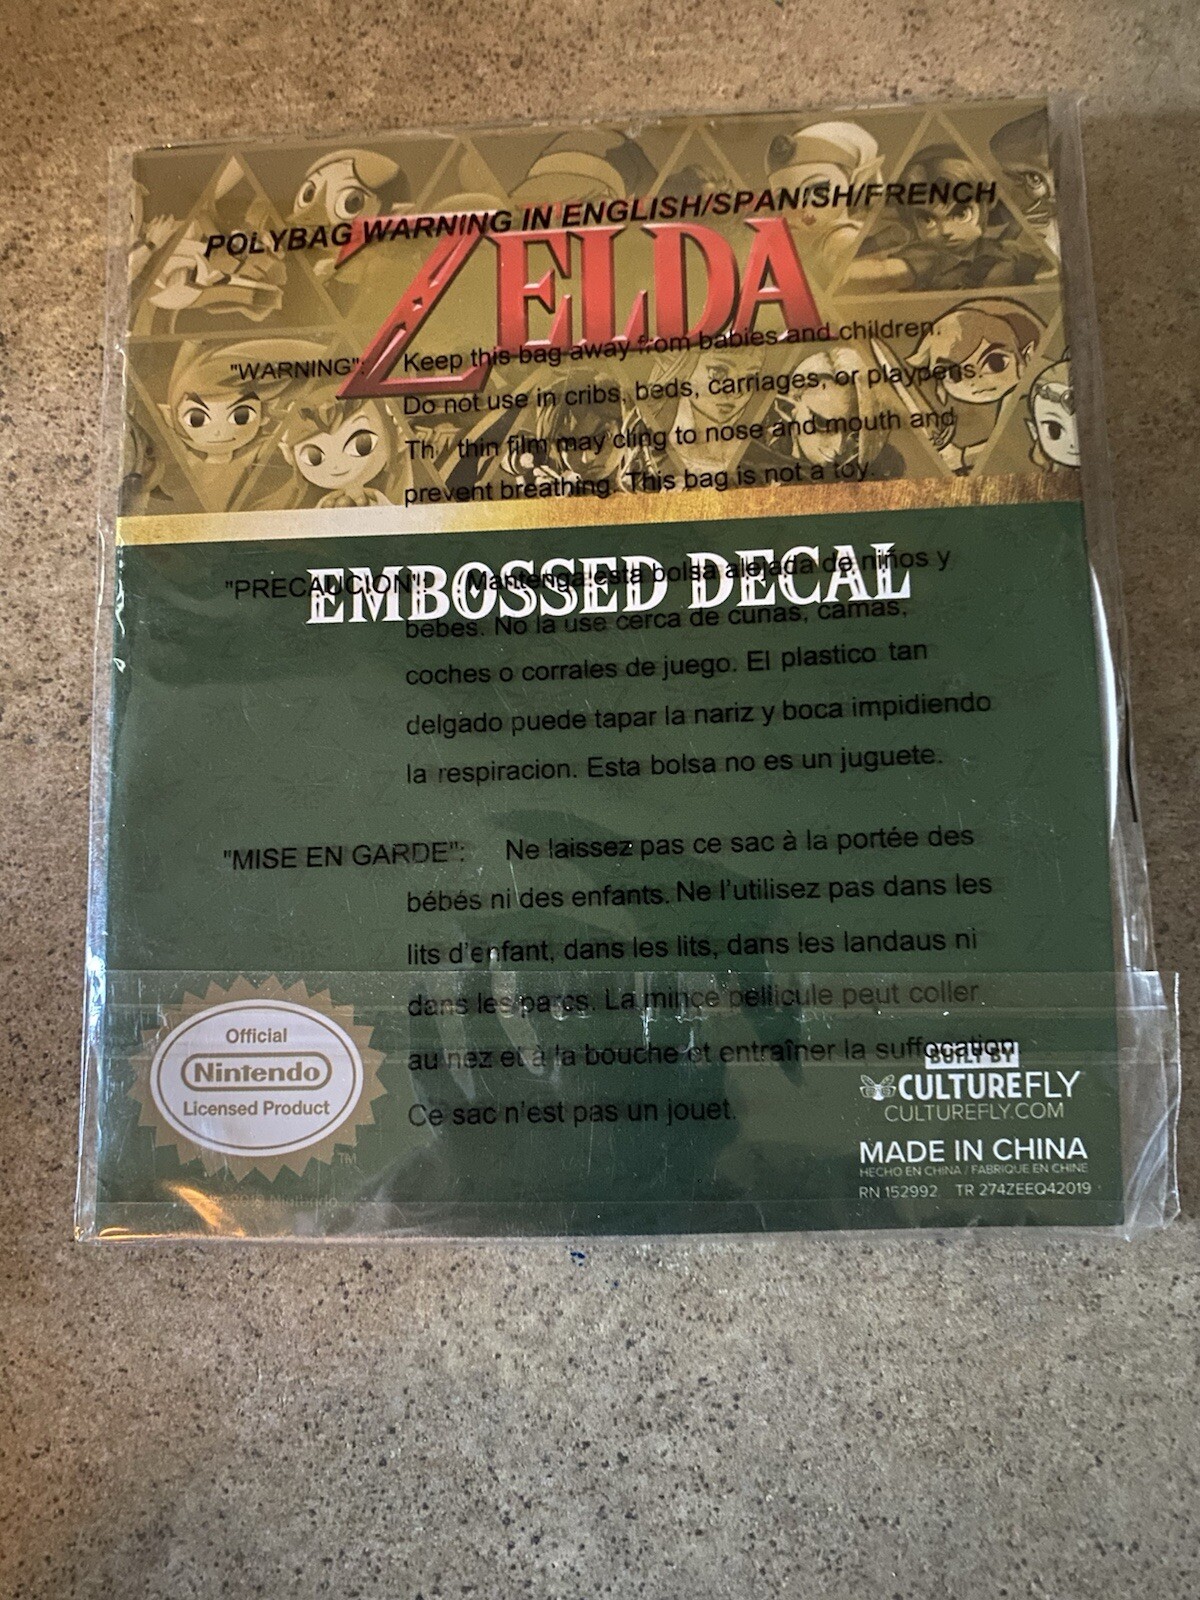 POLYBAG WARNING IN ENGLISH/SPANISH/FRENCH
ZELDA
"WARNING": Keep this bag away from babies and children.
Do not use in cribs, beds, carriages, or playpens.
thin film may cling to nose and mouth and
prevent breathing. This bag is not a toy.
EMBOSSED DECAL
"PRECAUCION": Mantenga esta bolsa alejada de niños y
bebes. No la use cerca de cunas, camas,
coches o corrales de juego. El plastico tan
delgado puede tapar la nariz y boca impidiendo
la respiracion. Esta bolsa no es un juguete.
"MISE EN GARDE": Ne laissez pas ce sac à la portée des
bébés ni des enfants. Ne l'utilisez pas dans les
lits d'enfant, dans les lits, dans les landaus ni
dans les parcs. La mince pellicule peut coller
au nez et à la bouche et entraîner la suffocation
Ce sac n'est pas un jouet.
Official
Nintendo
Licensed Product
TM
Nintendo
BUILT BY
CULTUREFLY
CULTUREFLY.COM
MADE IN CHINA
HECHO EN CHINA / FABRIQUE EN CHINE
RN 152992 TR 274ZEEQ42019